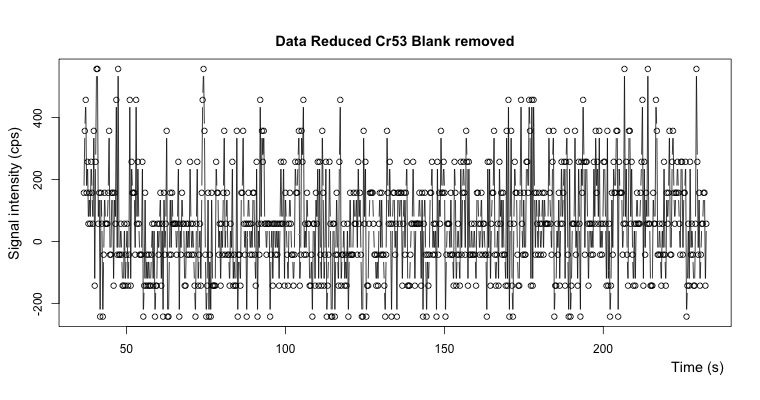 Data Reduced Cr53 Blank removed
Signal intensity (cps)
400
200
0
-200
50 100 150 200
Time (s)